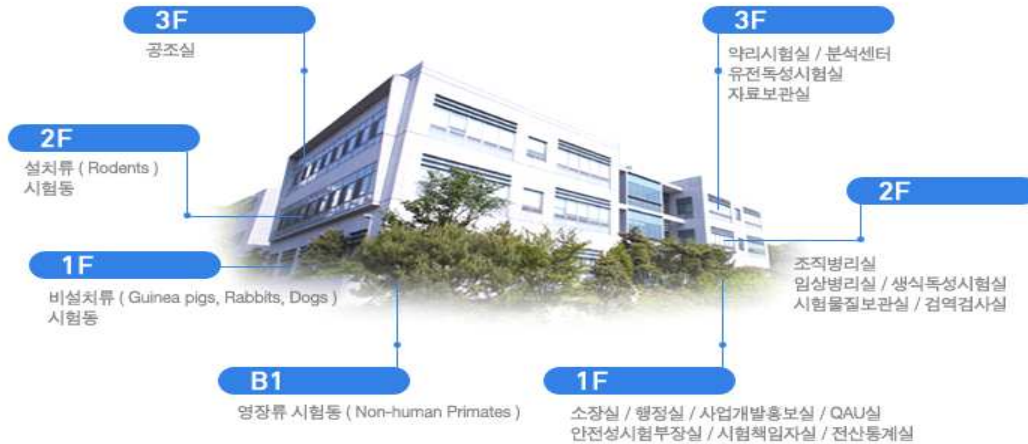 3F
공조실
3F
약리시험실 / 분석센터
유전독성시험실
자료보관실
2F
설치류 ( Rodents )
시험동
2F
조직병리실
임상병리실 / 생식독성시험실
시험물질보관실 / 검역검사실
1F
비설치류 ( Guinea pigs, Rabbits, Dogs )
시험동
B1
영장류 시험동 ( Non-human Primates )
1F
소장실 / 행정실 / 사업개발홍보실 / QAU실
안전성시험부장실 / 시험책임자실 / 전산통계실